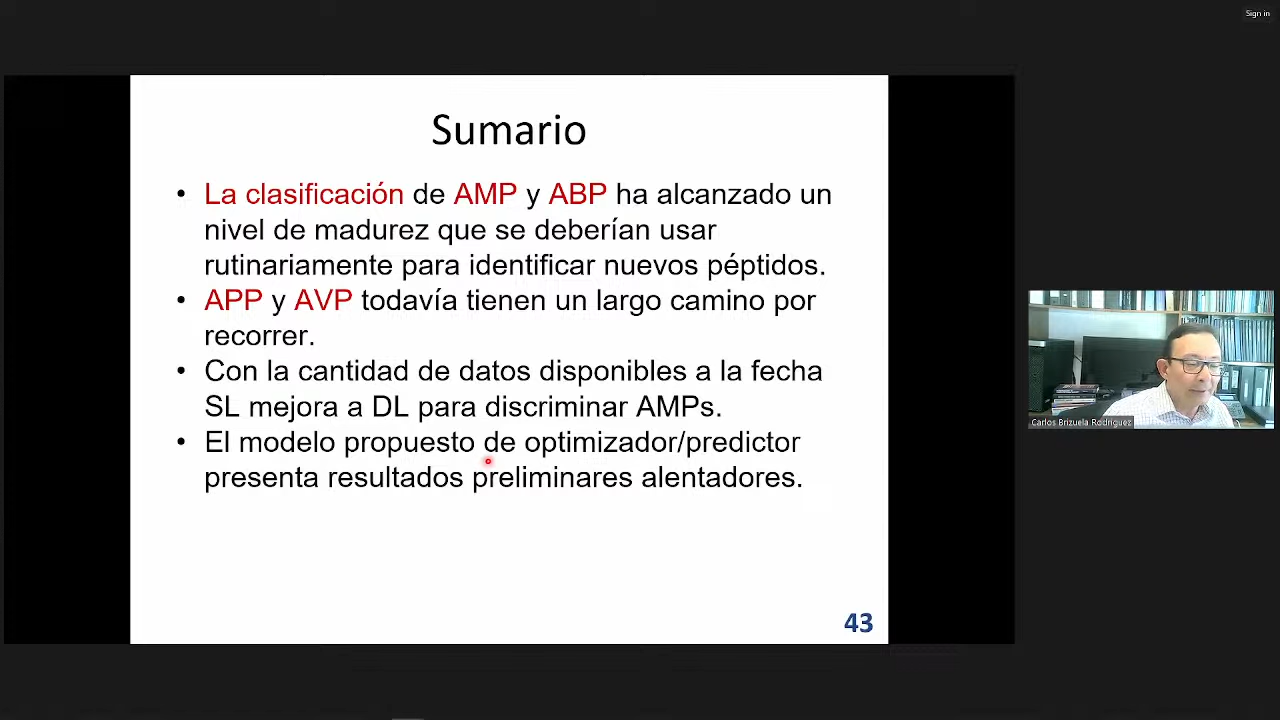 Sign in
Sumario
• La clasificación de AMP y ABP ha alcanzado un
nivel de madurez que se deberían usar
rutinariamente para identificar nuevos péptidos.
• APP y AVP todavía tienen un largo camino por
recorrer.
• Con la cantidad de datos disponibles a la fecha
SL mejora a DL para discriminar AMPs.
• El modelo propuesto de optimizador/predictor
presenta resultados preliminares alentadores.
43
Carlos Brizuela Rodriguez